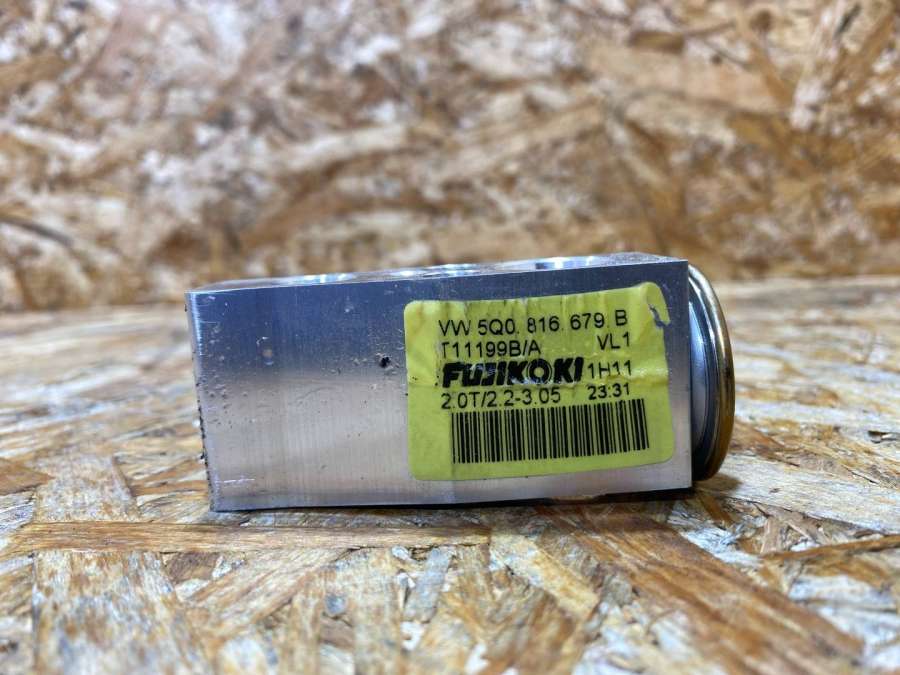 VW 5Q0. 816. 679. B
T11199B/A VL1
FUJIKOKI 1H11
2.0T/2.2-3.05 23:31